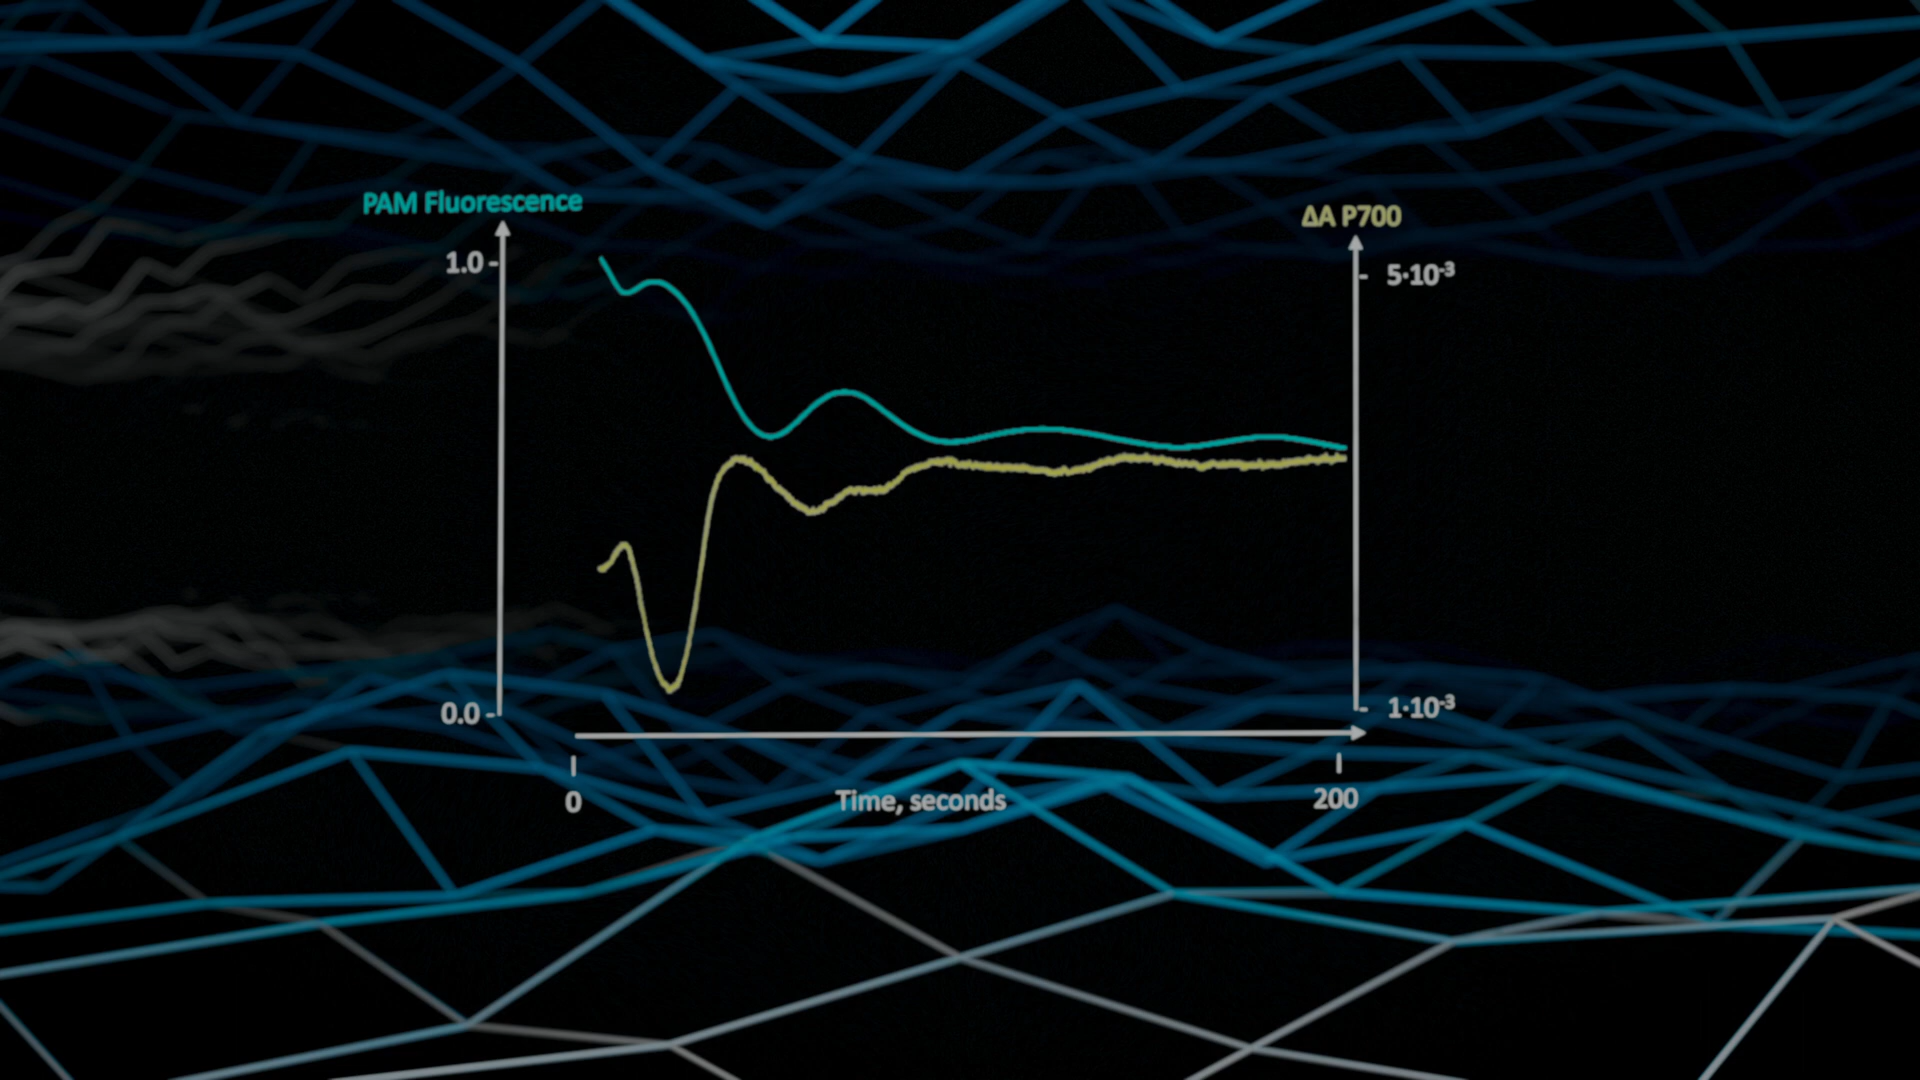 PAM Fluorescence
ΔA P700
1.0
5·10⁻³
0.0
1·10⁻³
0
Time, seconds
200